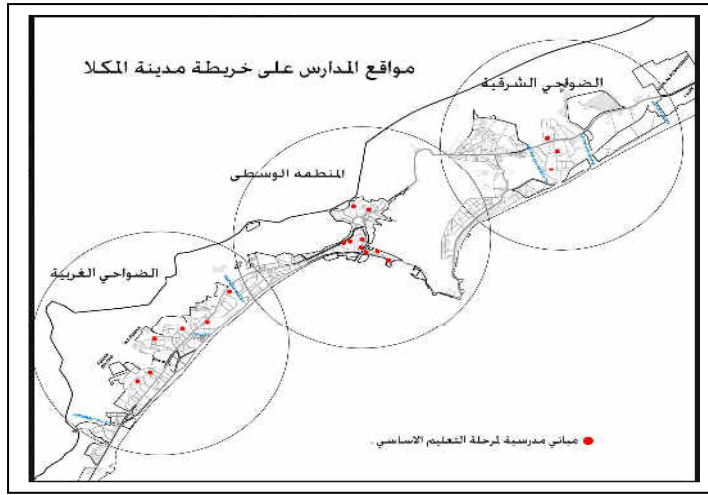 مواقع المدارس على خريطة مدينة المكلا
الضواحي الشرقية
المنطقه الوسطى
الضواحي الغربية
مباني مدرسية لمرحلة التعليم الاساسي .